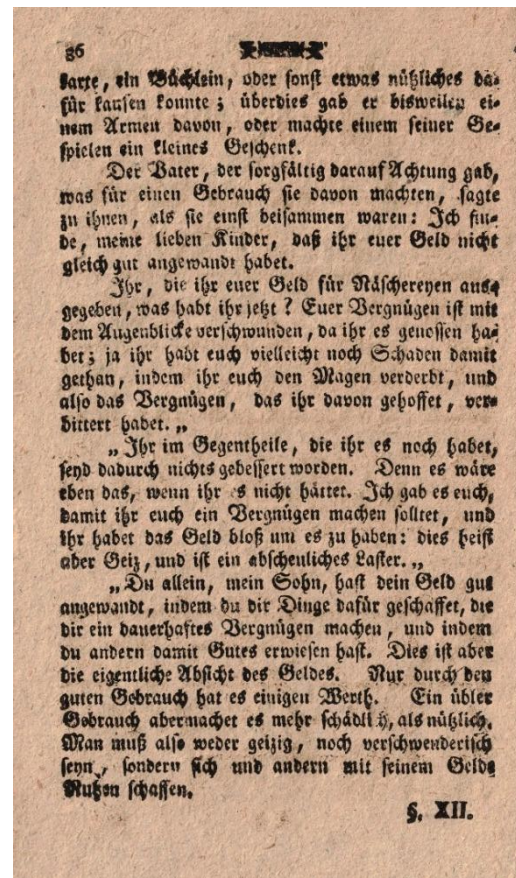 86
karte, ein Büchlein, oder sonst etwas nützliches da-
für kaufen konnte; überdies gab er bisweilen ei-
nem Armen davon, oder machte einem seiner Ge-
spielen ein kleines Geschenk.
Der Vater, der sorgfältig darauf Achtung gab,
was für einen Gebrauch sie davon machten, sagte
zu ihnen, als sie einst beisammen waren: Ich fin-
de, meine lieben Kinder, daß ihr euer Geld nicht
gleich gut angewandt habet.
Ihr, die ihr euer Geld für Näschereyen aus-
gegeben, was habt ihr jetzt? Euer Vergnügen ist mit
dem Augenblicke verschwunden, da ihr es genossen ha-
bet; ja ihr habt euch vielleicht noch Schaden damit
gethan, indem ihr euch den Magen verderbt, und
also das Vergnügen, das ihr davon gehoffet, ver-
bittert habet.„
„Ihr im Gegentheile, die ihr es noch habet,
seyd dadurch nichts gebessert worden. Denn es wäre
eben das, wenn ihr es nicht hättet. Ich gab es euch,
damit ihr euch ein Vergnügen machen solltet, und
ihr habet das Geld bloß um es zu haben: dies heist
aber Geiz, und ist ein abscheuliches Laster.„
„Du allein, mein Sohn, hast dein Geld gut
angewandt, indem du dir Dinge dafür geschaffet, die
dir ein dauerhaftes Vergnügen machen, und indem
du andern damit Gutes erwiesen hast. Dies ist aber
die eigentliche Absicht des Geldes. Nur durch den
guten Gebrauch hat es einigen Werth. Ein übler
Gebrauch aber machet es mehr schädlich, als nützlich.
Man muß also weder geizig, noch verschwenderisch
seyn, sondern sich und andern mit seinem Gelde
Nutzen schaffen.
§. XII.